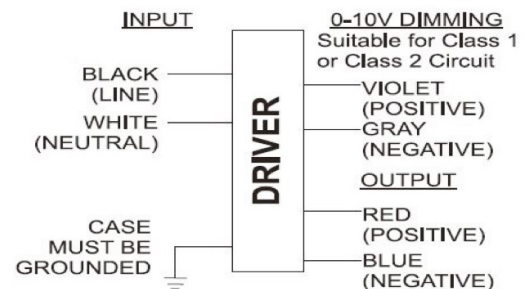 INPUT
BLACK
(LINE)
WHITE
(NEUTRAL)
CASE
MUST BE
GROUNDED
DRIVER
0-10V DIMMING
Suitable for Class 1
or Class 2 Circuit
VIOLET
(POSITIVE)
GRAY
(NEGATIVE)
OUTPUT
RED
(POSITIVE)
BLUE
(NEGATIVE)